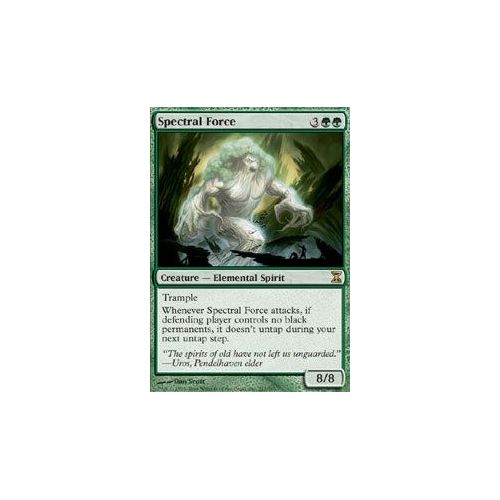 Spectral Force 3
Creature — Elemental Spirit
Trample
Whenever Spectral Force attacks, if
defending player controls no black
permanents, it doesn't untap during your
next untap step.
"The spirits of old have not left us unguarded."
—Uros, Pendelhaven elder
8/8
Dan Scott